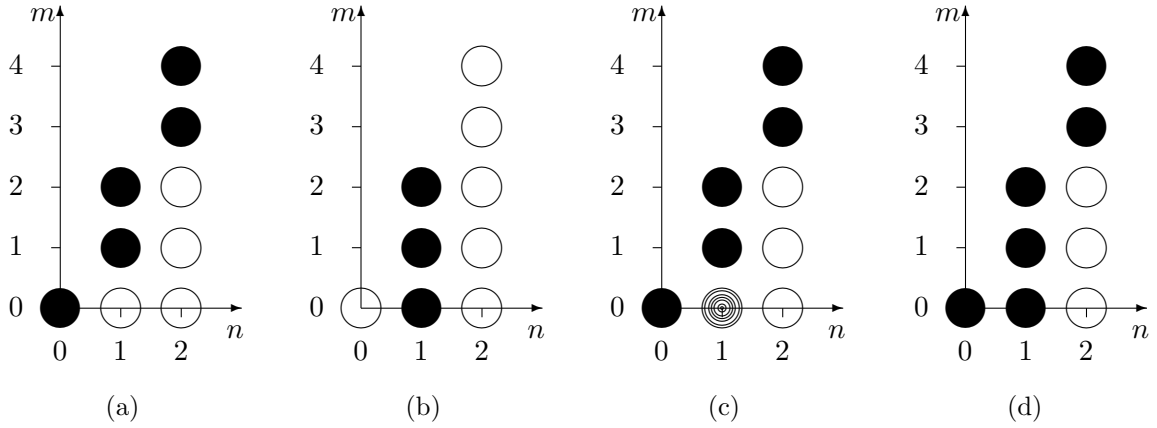 m m m m
4 4 4 4
3 3 3 3
2 2 2 2
1 1 1 1
0 0 0 0
n n n n
0 1 2 0 1 2 0 1 2 0 1 2
(a) (b) (c) (d)